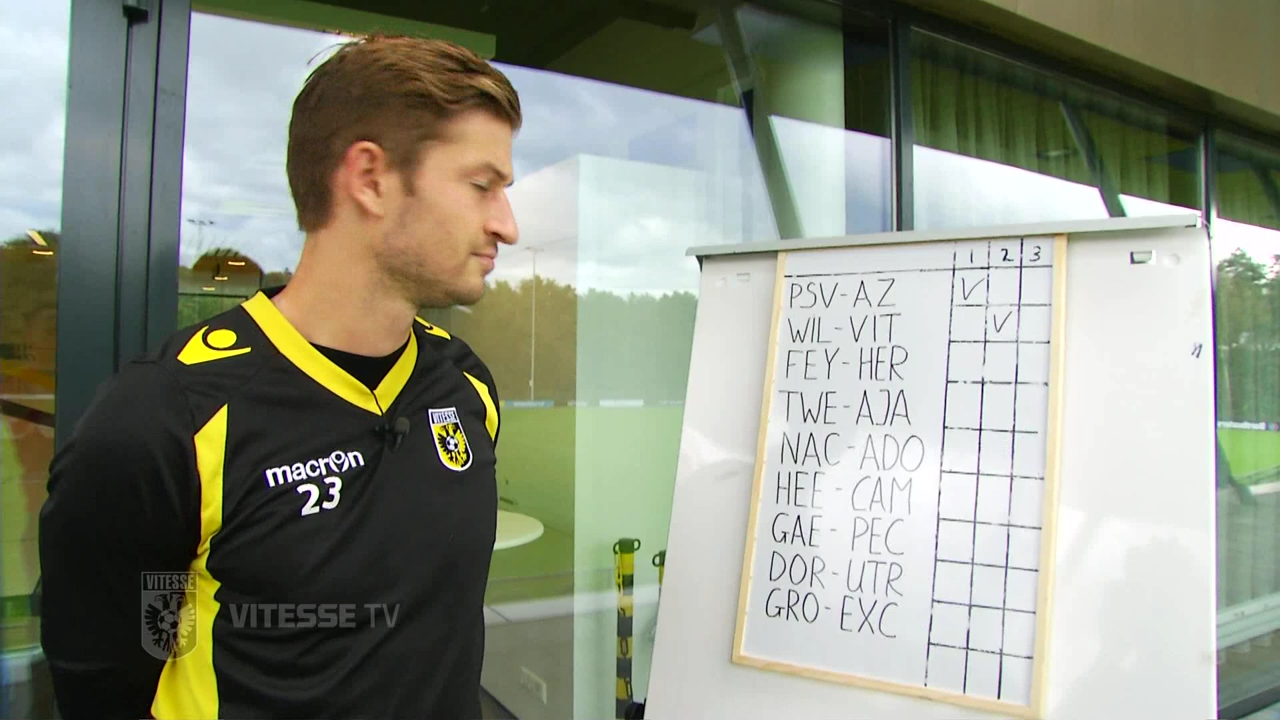 1 2 3
PSV-AZ V
WIL-VIT V
FEY-HER
TWE-AJA
NAC-ADO
HEE-CAM
GAE-PEC
DOR-UTR
GRO-EXC
VITESSE
macron
23
VITESSE
VITESSE TV